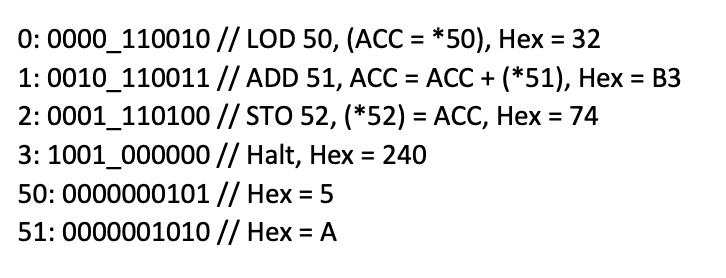 0: 0000_110010 // LOD 50, (ACC = *50), Hex = 32
1: 0010_110011 // ADD 51, ACC = ACC + (*51), Hex = B3
2: 0001_110100 // STO 52, (*52) = ACC, Hex = 74
3: 1001_000000 // Halt, Hex = 240
50: 0000000101 // Hex = 5
51: 0000001010 // Hex = A